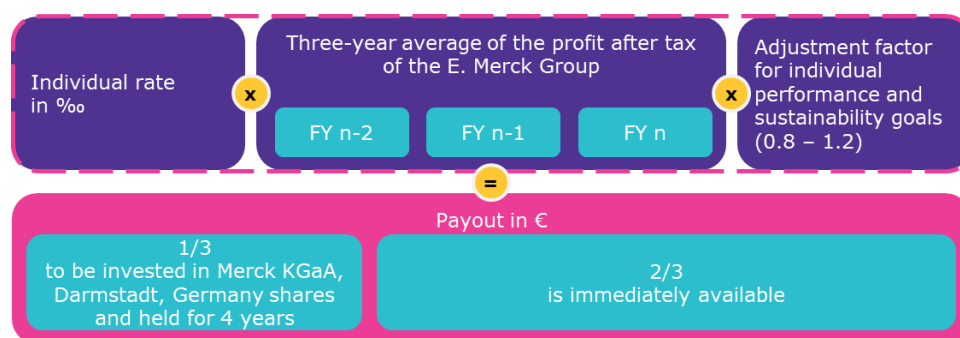 Individual rate
in ‰
x
Three-year average of the profit after tax
of the E. Merck Group
FY n-2
FY n-1
FY n
x
Adjustment factor
for individual
performance and
sustainability goals
(0.8 – 1.2)
=
Payout in €
1/3
to be invested in Merck KGaA,
Darmstadt, Germany shares
and held for 4 years
2/3
is immediately available